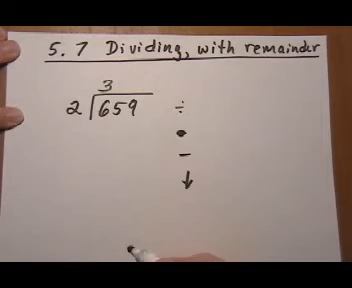 5.7 Dividing, with remainder
3
2 659 ÷
•
−
↓